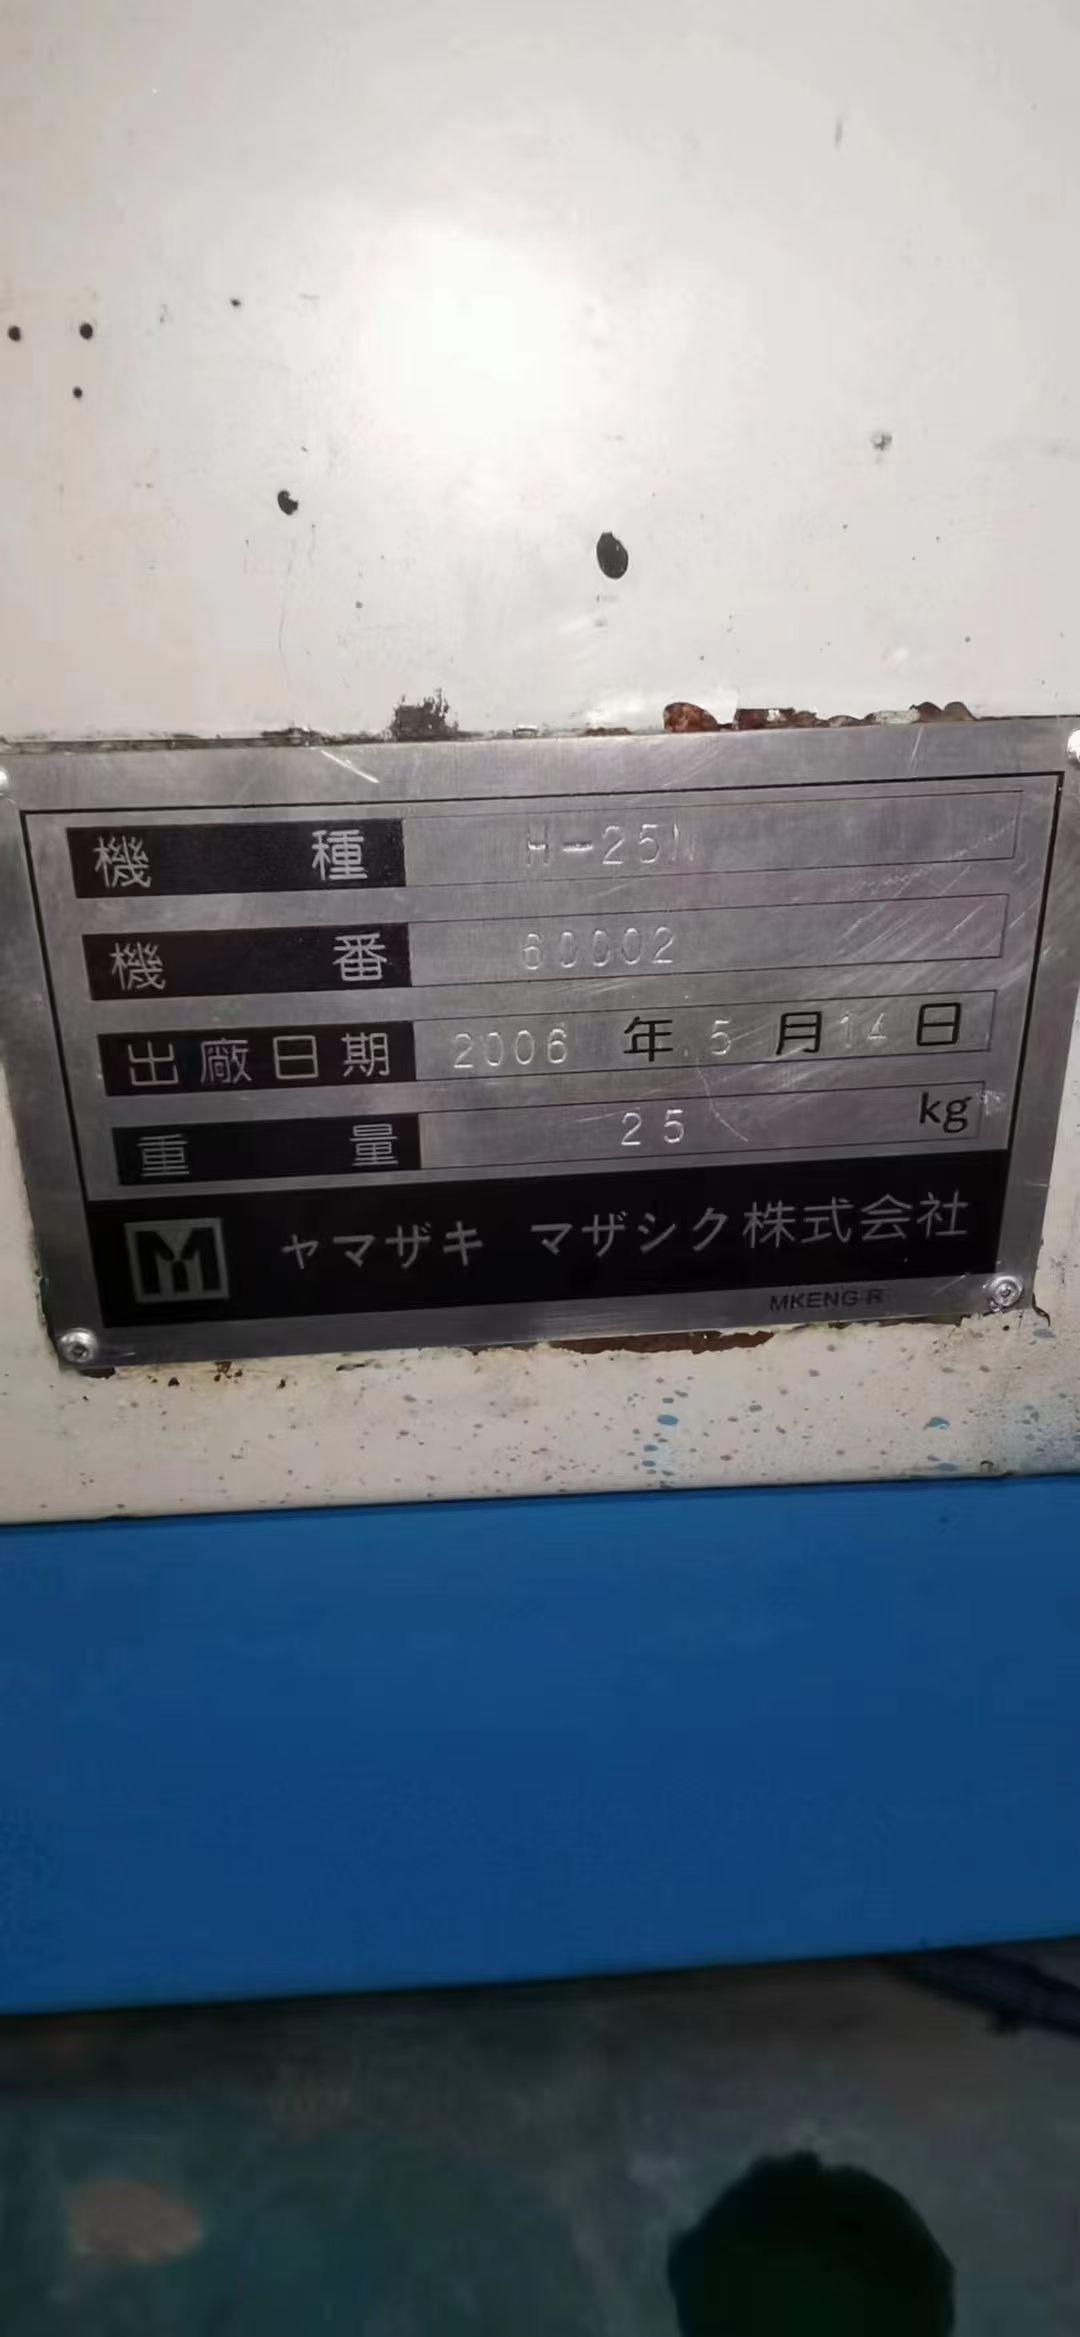 機種 H-25
機番 60002
出廠日期 2006 年 5 月 14 日
重量 25 kg
M ヤマザキ マザシク株式会社
MKENG-R